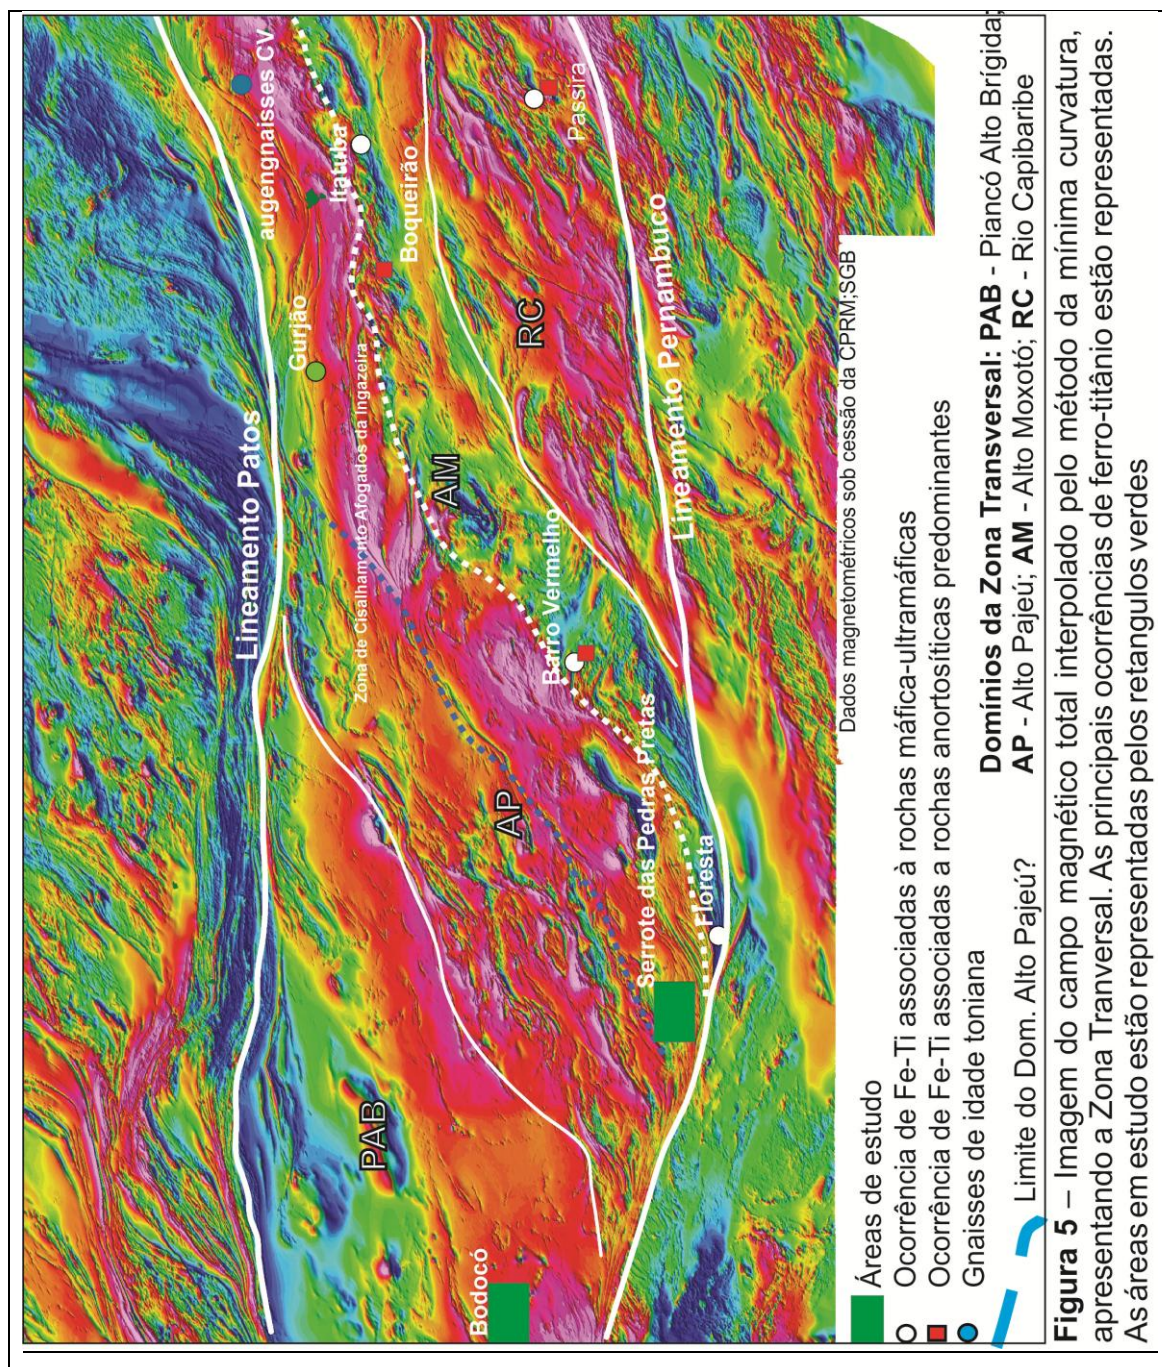 Lineamento Patos
augengnaisses CV
Gurjão
Itatuba
Zona de Cisalhamento Afogados da Ingazeira
Boqueirão
PAB
AM
RC
Passira
AP
Barro Vermelho
Bodocó
Serrote das Pedras Pretas
Lineamento Pernambuco
Floresta
Dados magnetométricos sob cessão da CPRM;SGB
Áreas de estudo
Ocorrência de Fe-Ti associadas à rochas máfica-ultramáficas
Ocorrência de Fe-Ti associadas a rochas anortosíticas predominantes
Gnaisses de idade toniana
Limite do Dom. Alto Pajeú?
Domínios da Zona Transversal: PAB - Piancó Alto Brígida;
AP - Alto Pajeú; AM - Alto Moxotó; RC - Rio Capibaribe
Figura 5 – Imagem do campo magnético total interpolado pelo método da mínima curvatura,
apresentando a Zona Tranversal. As principais ocorrências de ferro-titânio estão representadas.
As áreas em estudo estão representadas pelos retangulos verdes